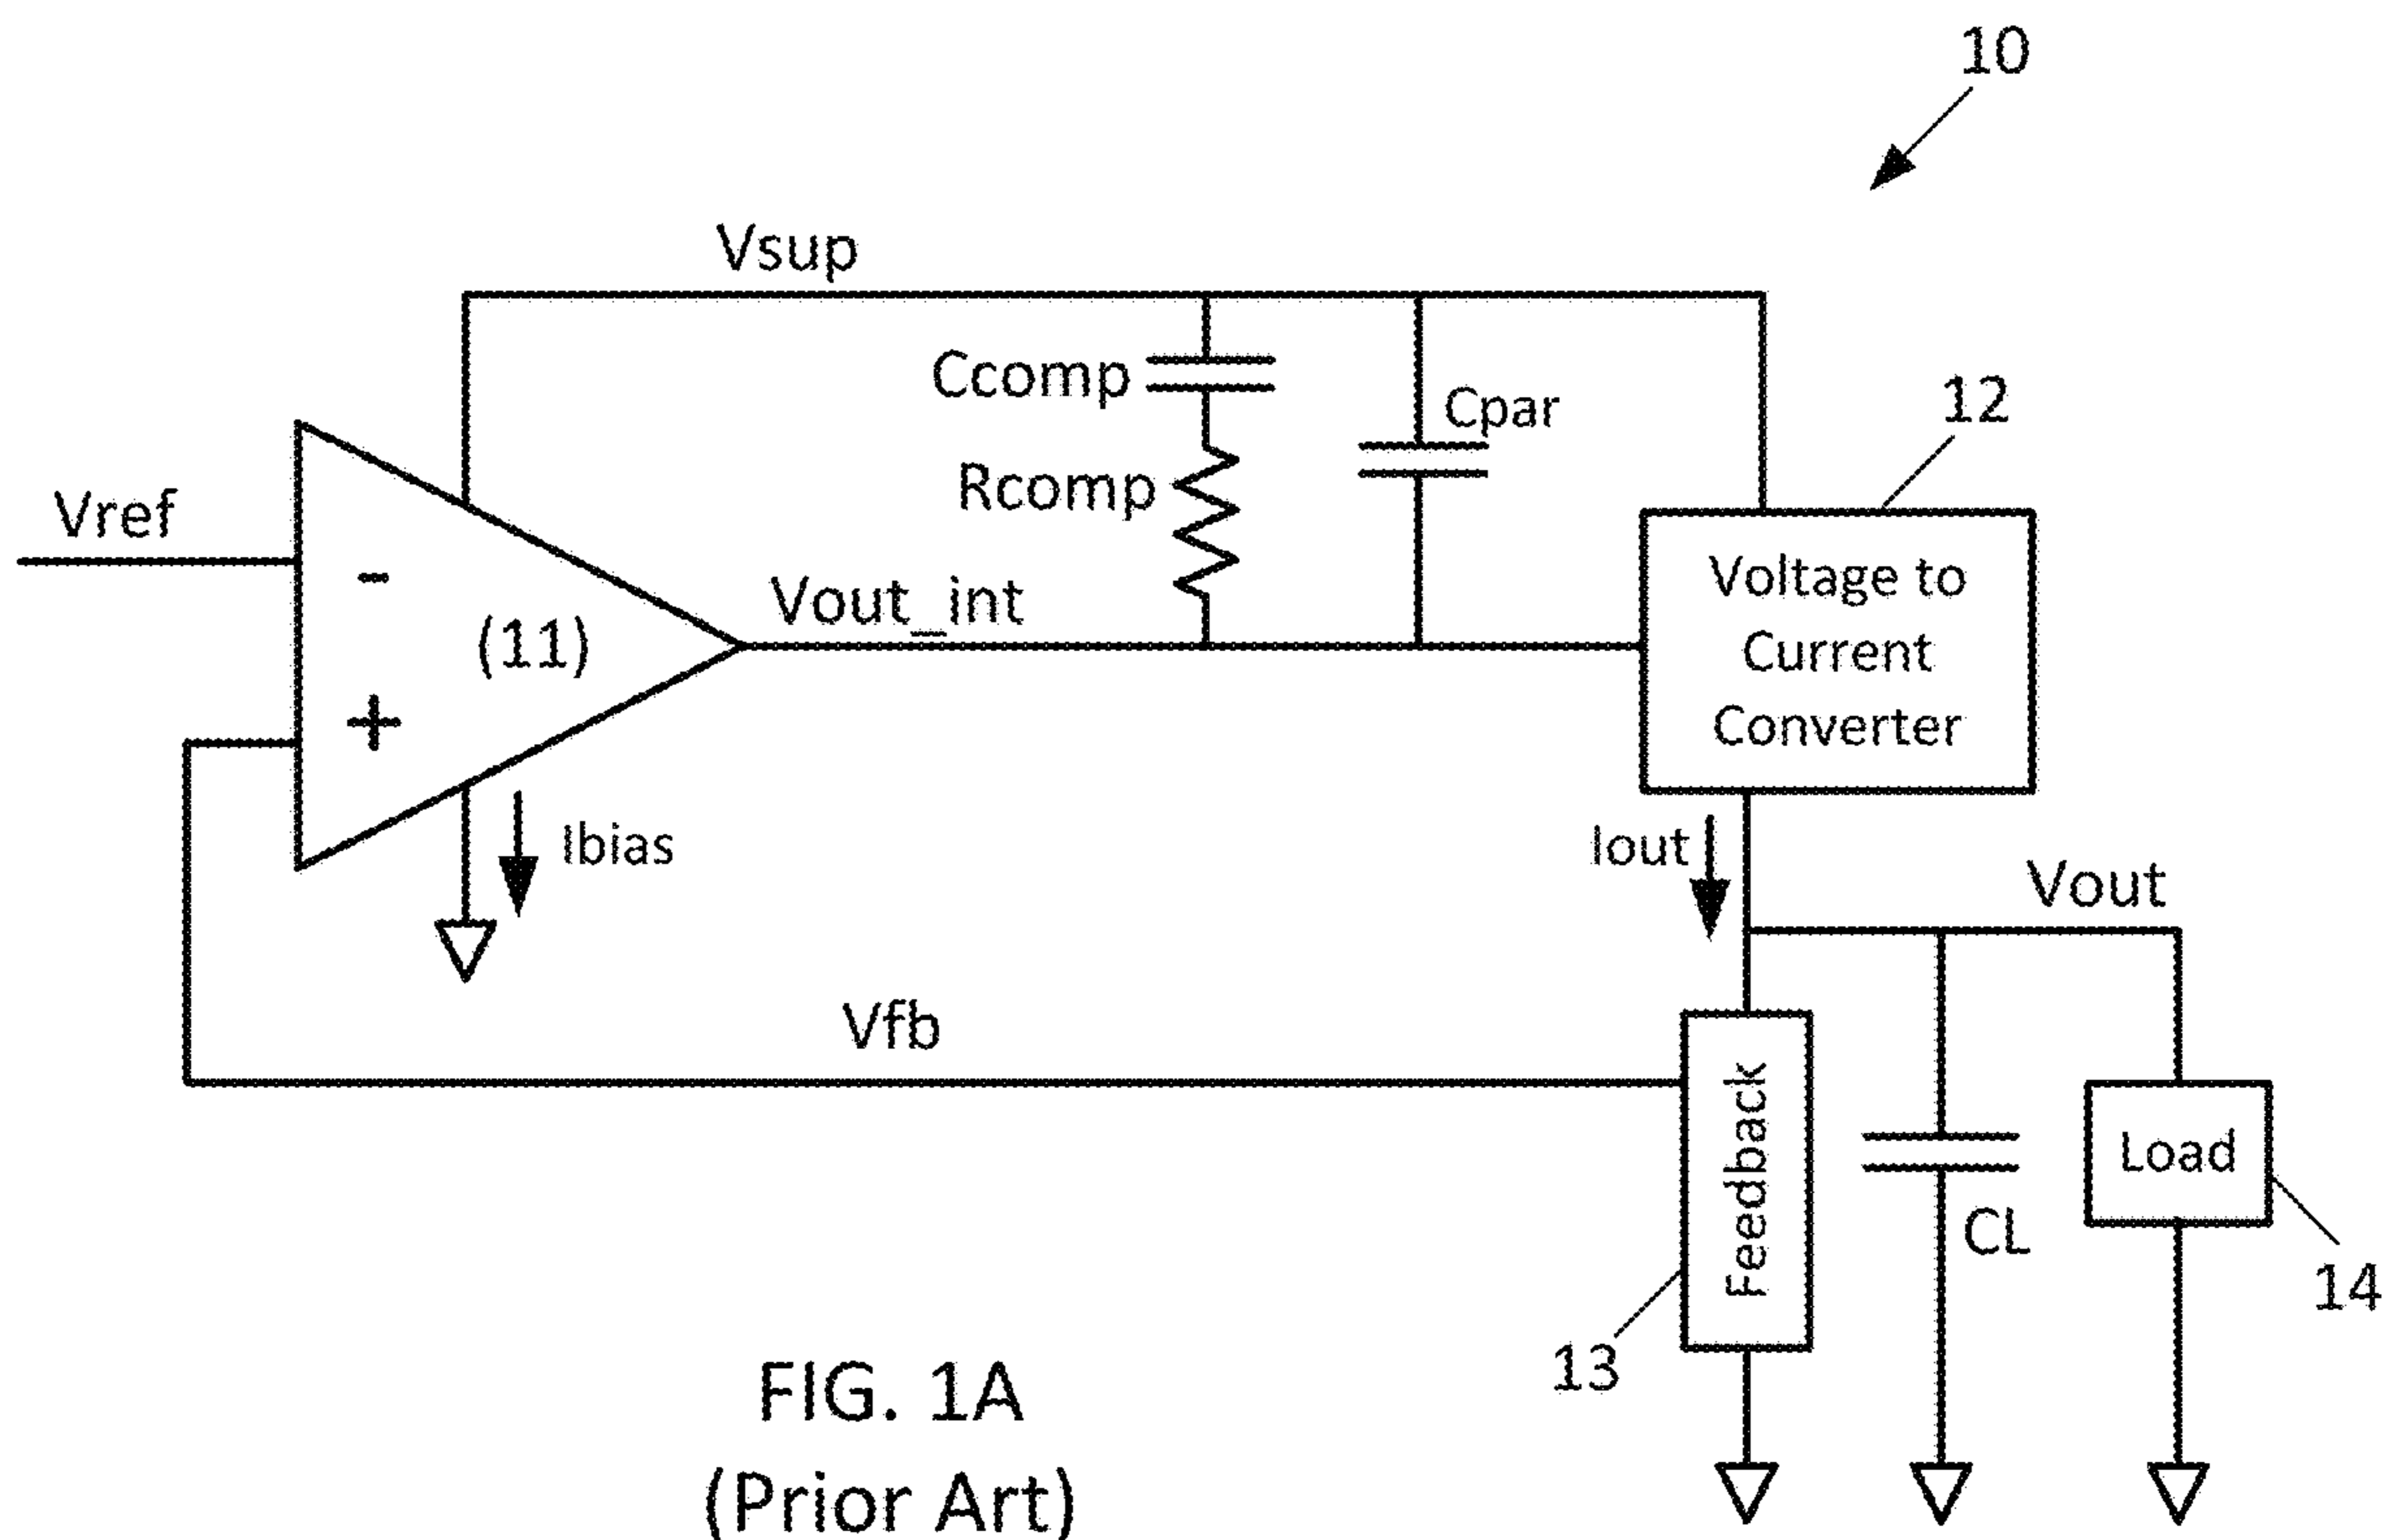 10
Vsup
Ccomp
Cpar
12
Rcomp
Vref
-
(11)
+
Vout_int
Voltage to
Current
Converter
Ibias
Iout
Vout
Vfb
Feedback
Load
CL
13
14
FIG. 1A
(Prior Art)